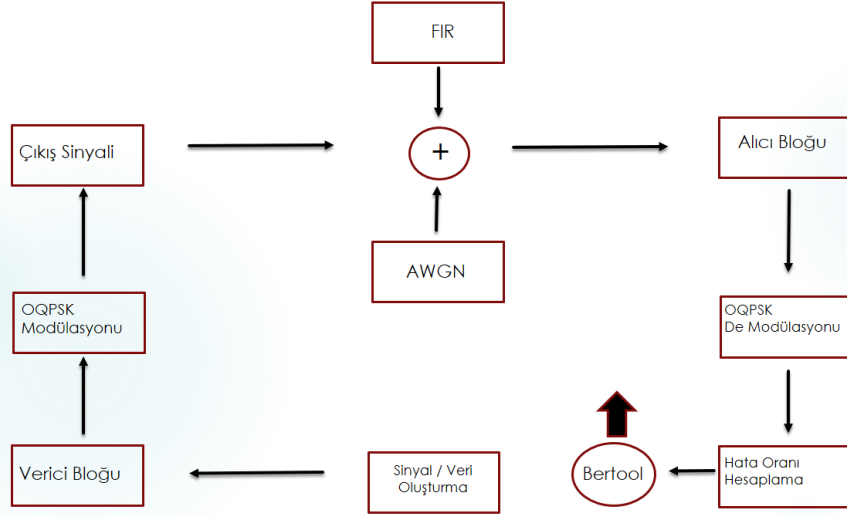 FIR
Çıkış Sinyali
+
Alıcı Bloğu
AWGN
OQPSK
Modülasyonu
OQPSK
De Modülasyonu
Verici Bloğu
Sinyal / Veri
Oluşturma
Bertool
Hata Oranı
Hesaplama